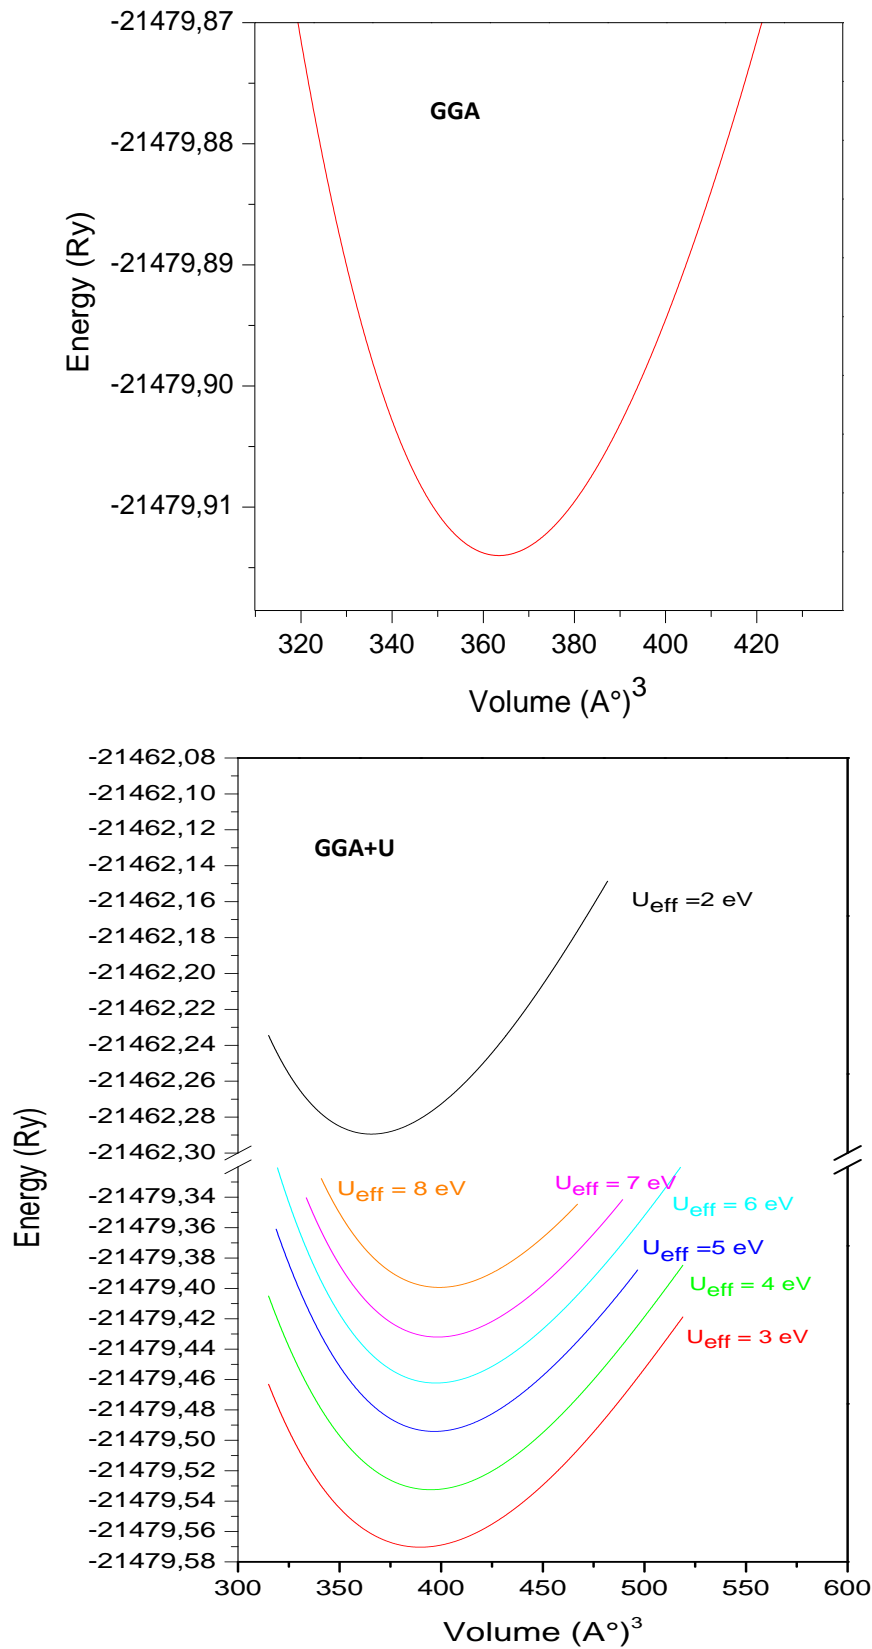 -21479,87
GGA
-21479,88
-21479,89
-21479,90
-21479,91
Energy (Ry)
320 340 360 380 400 420
Volume (A°)3
-21462,08
-21462,10
-21462,12
GGA+U
-21462,14
-21462,16
Ueff =2 eV
-21462,18
-21462,20
-21462,22
-21462,24
-21462,26
-21462,28
-21462,30
Energy (Ry)
Ueff = 8 eV
Ueff = 7 eV
-21479,34
Ueff = 6 eV
-21479,36
Ueff=5 eV
-21479,38
-21479,40
Ueff = 4 eV
-21479,42
Ueff = 3 eV
-21479,44
-21479,46
-21479,48
-21479,50
-21479,52
-21479,54
-21479,56
-21479,58
300 350 400 450 500 550 600
Volume (A°)3